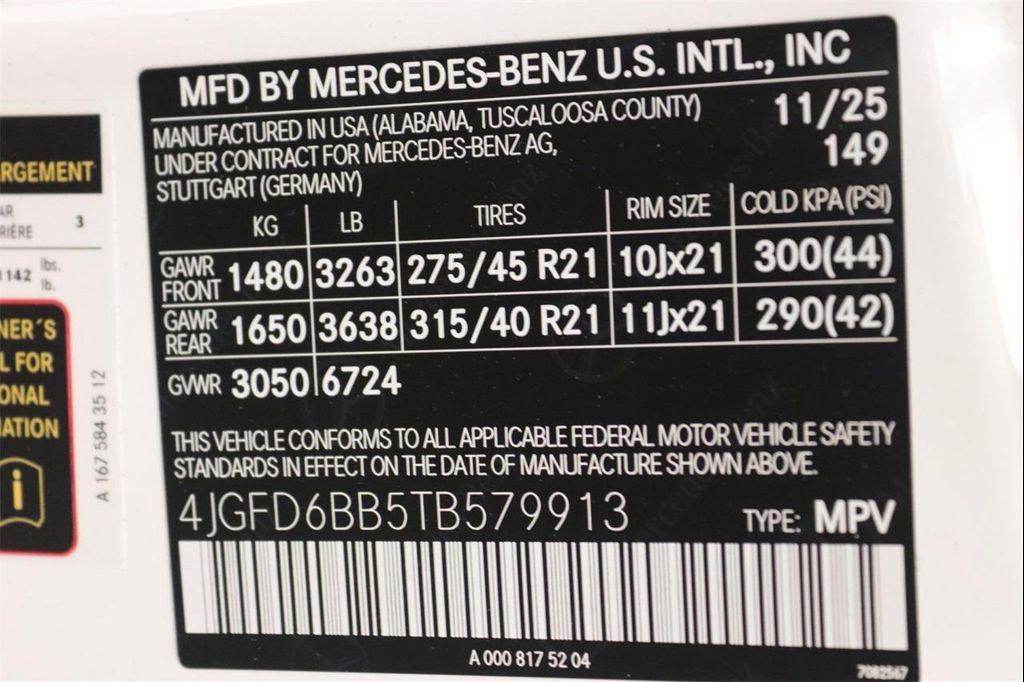 MFD BY MERCEDES-BENZ U.S. INTL., INC
MANUFACTURED IN USA (ALABAMA, TUSCALOOSA COUNTY) 11/25
UNDER CONTRACT FOR MERCEDES-BENZ AG, 149
STUTTGART (GERMANY)
KG LB TIRES RIM SIZE COLD KPA (PSI)
GAWR FRONT 1480 3263 275/45 R21 10Jx21 300(44)
GAWR REAR 1650 3638 315/40 R21 11Jx21 290(42)
GVWR 3050 6724
THIS VEHICLE CONFORMS TO ALL APPLICABLE FEDERAL MOTOR VEHICLE SAFETY
STANDARDS IN EFFECT ON THE DATE OF MANUFACTURE SHOWN ABOVE.
4JGFD6BB5TB579913 TYPE: MPV
A 000 817 52 04
7082567
RGEMENT
AR
RIÈRE 3
1142 lbs.
lb.
NER´S
L FOR
ONAL
ATION
i
A 167 584 35 12